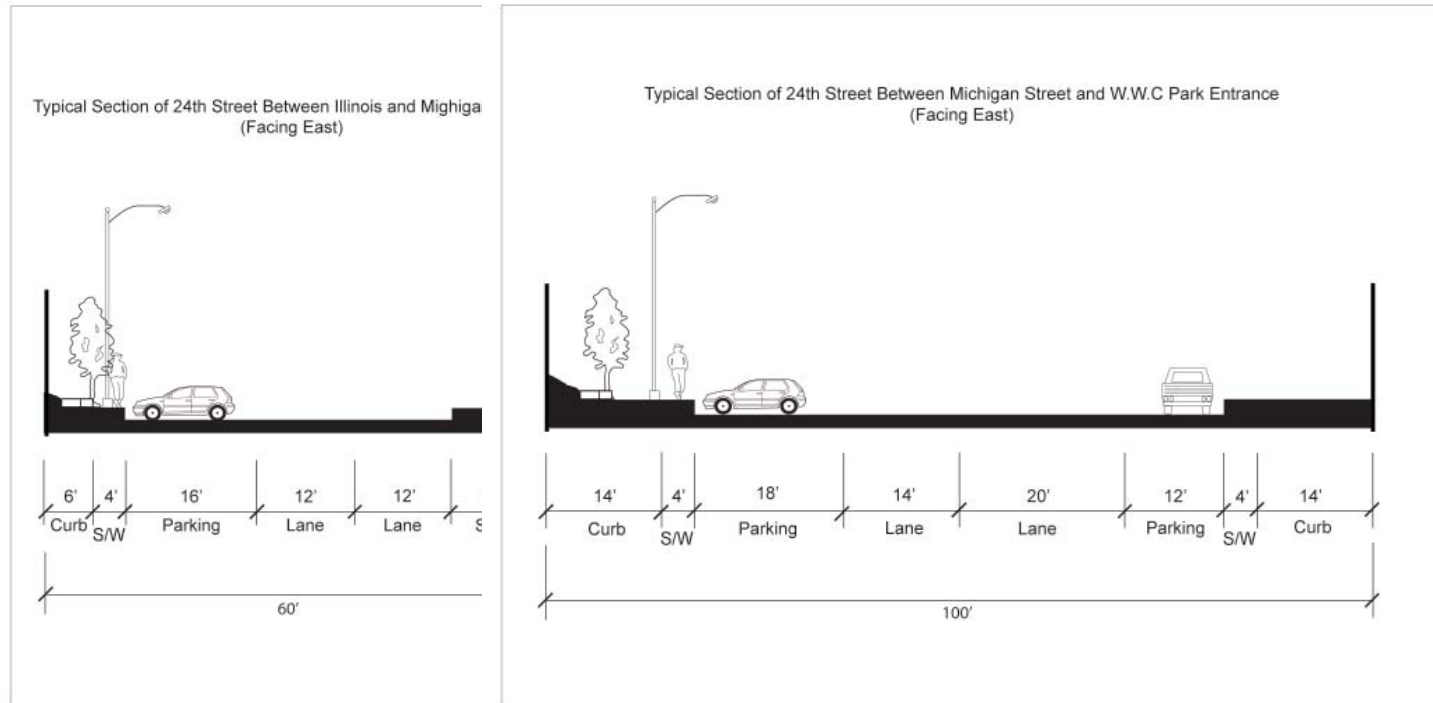 Typical Section of 24th Street Between Illinois and Mighiga
(Facing East)
6' 4' 16' 12' 12'
Curb S/W Parking Lane Lane S
60'
Typical Section of 24th Street Between Michigan Street and W.W.C Park Entrance
(Facing East)
14' 4' 18' 14' 20' 12' 4' 14'
Curb S/W Parking Lane Lane Parking S/W Curb
100'